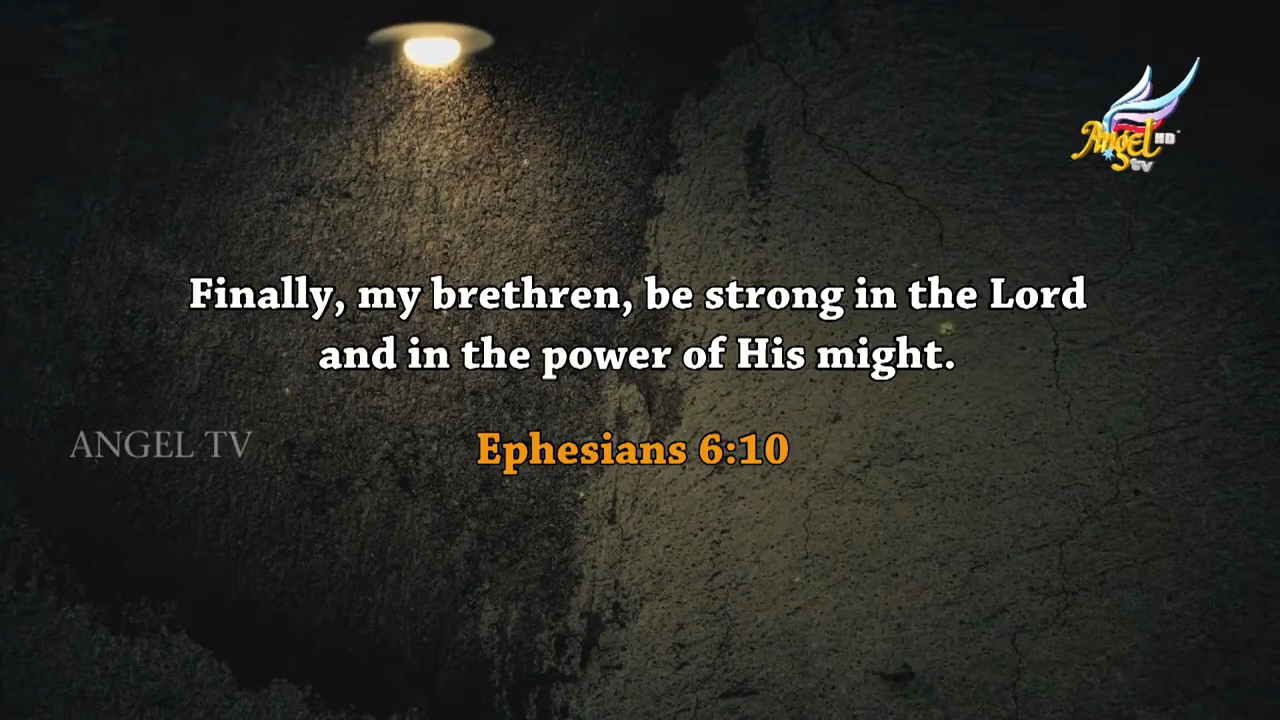 Angel HD
tv
Finally, my brethren, be strong in the Lord
and in the power of His might.
ANGEL TV
Ephesians 6:10